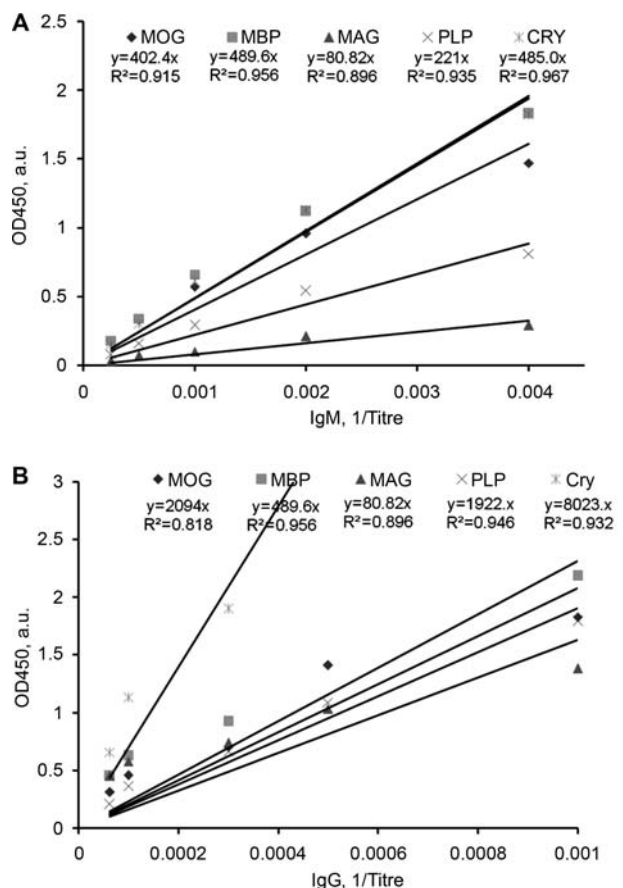 A
MOG MBP MAG PLP CRY
y=402.4x y=489.6x y=80.82x y=221x y=485.0x
R²=0.915 R²=0.956 R²=0.896 R²=0.935 R²=0.967
2.5
2
1.5
1
0.5
0
OD450, a.u.
0 0.001 0.002 0.003 0.004
IgM, 1/Titre
B
MOG MBP MAG PLP Cry
y=2094x y=489.6x y=80.82x y=1922.x y=8023.x
R²=0.818 R²=0.956 R²=0.896 R²=0.946 R²=0.932
3
2.5
2
1.5
1
0.5
0
OD450, a.u.
0 0.0002 0.0004 0.0006 0.0008 0.001
IgG, 1/Titre